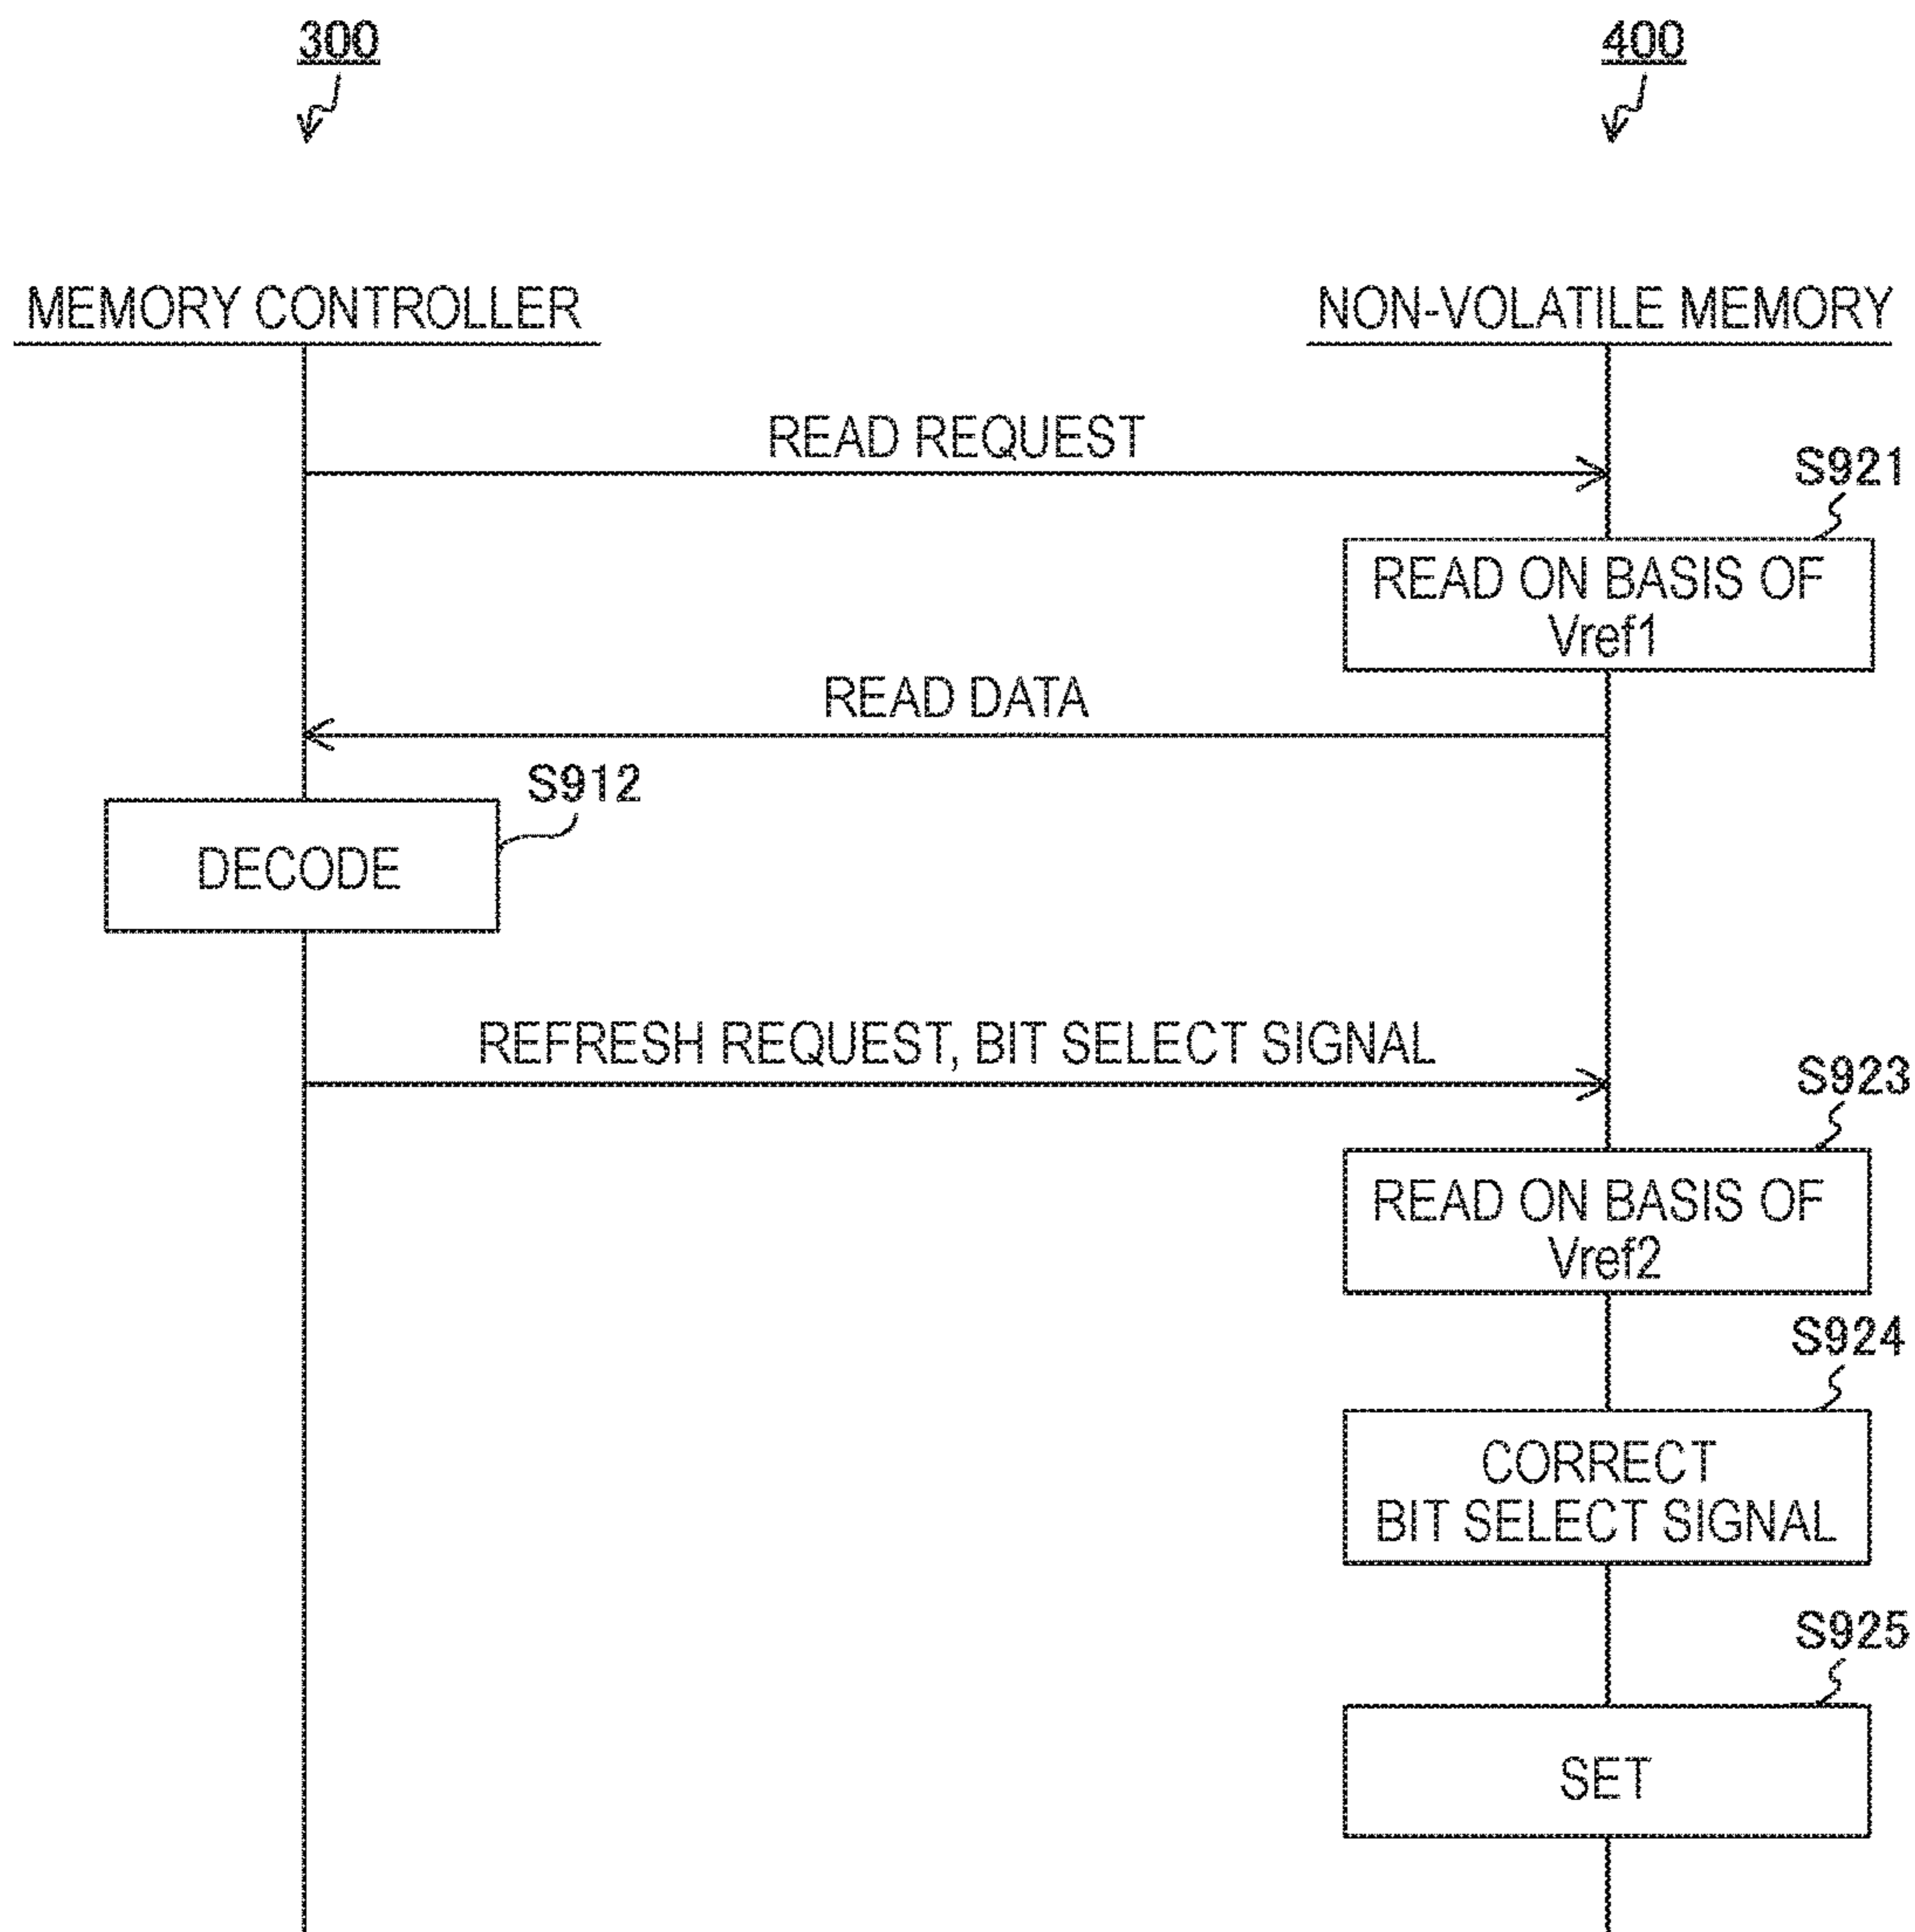 300
400
MEMORY CONTROLLER
NON-VOLATILE MEMORY
READ REQUEST
S921
READ ON BASIS OF
Vref1
READ DATA
S912
DECODE
REFRESH REQUEST, BIT SELECT SIGNAL
S923
READ ON BASIS OF
Vref2
S924
CORRECT
BIT SELECT SIGNAL
S925
SET